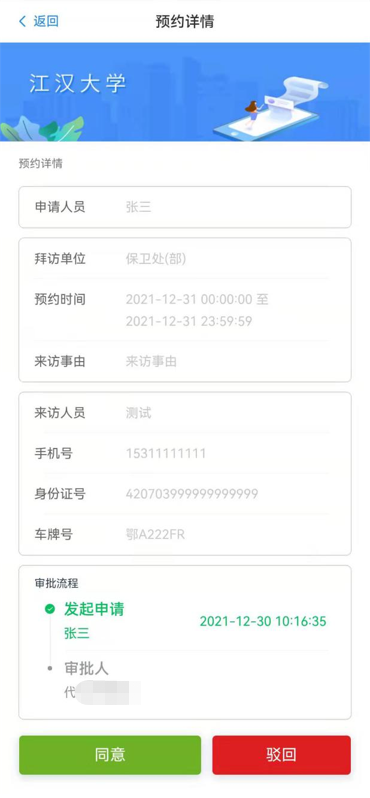 返回
预约详情
江汉大学
预约详情
申请人员 张三
拜访单位 保卫处(部)
预约时间 2021-12-31 00:00:00 至
2021-12-31 23:59:59
来访事由 来访事由
来访人员 测试
手机号 15311111111
身份证号 420703999999999999
车牌号 鄂A222FR
审批流程
发起申请
张三 2021-12-30 10:16:35
审批人
代
同意 驳回